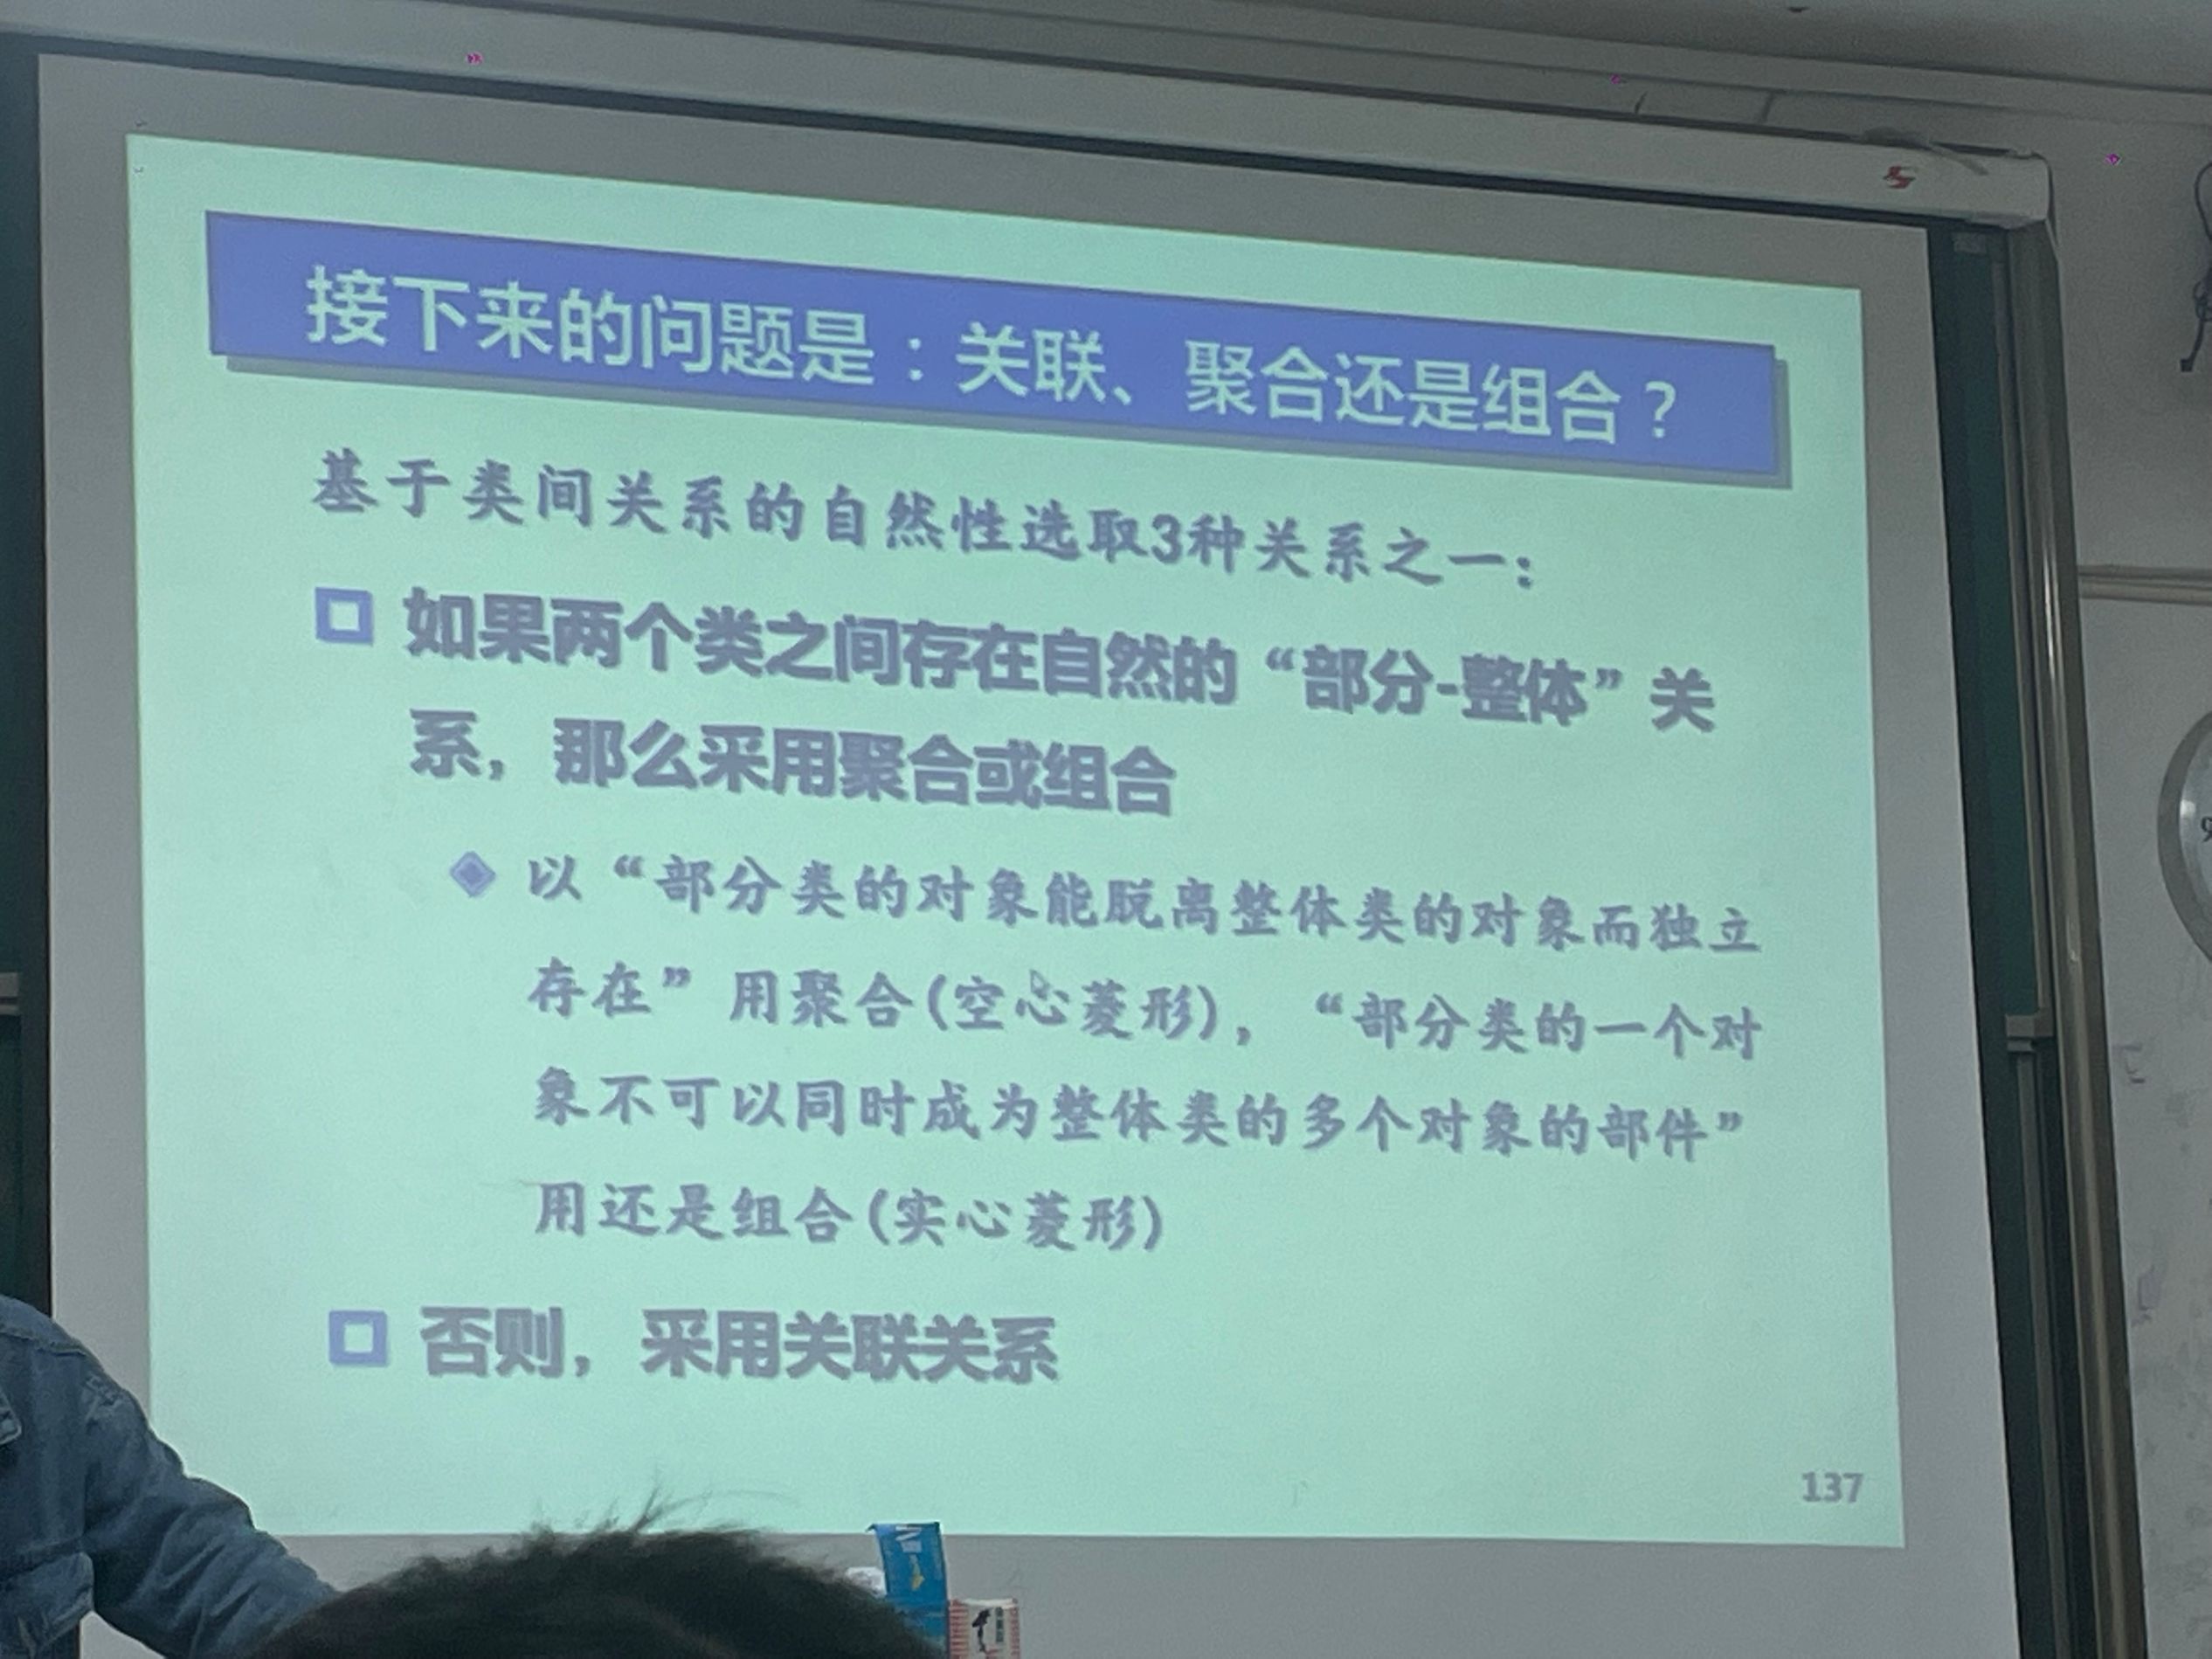 接下来的问题是：关联、聚合还是组合？
基于类间关系的自然性选取3种关系之一：
如果两个类之间存在自然的“部分-整体”关
系，那么采用聚合或组合
以“部分类的对象能脱离整体类的对象而独立
存在”用聚合(空心菱形)，“部分类的一个对
象不可以同时成为整体类的多个对象的部件”
用还是组合(实心菱形)
否则，采用关联关系
137